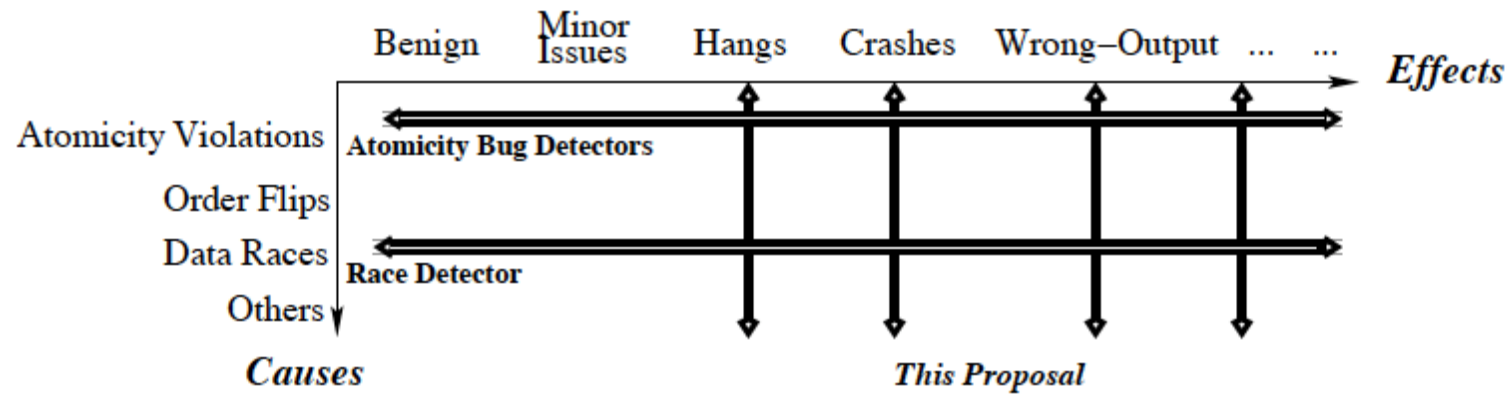 Benign Minor Issues Hangs Crashes Wrong–Output ... ...
Effects
Atomicity Violations
Atomicity Bug Detectors
Order Flips
Data Races
Race Detector
Others
Causes
This Proposal